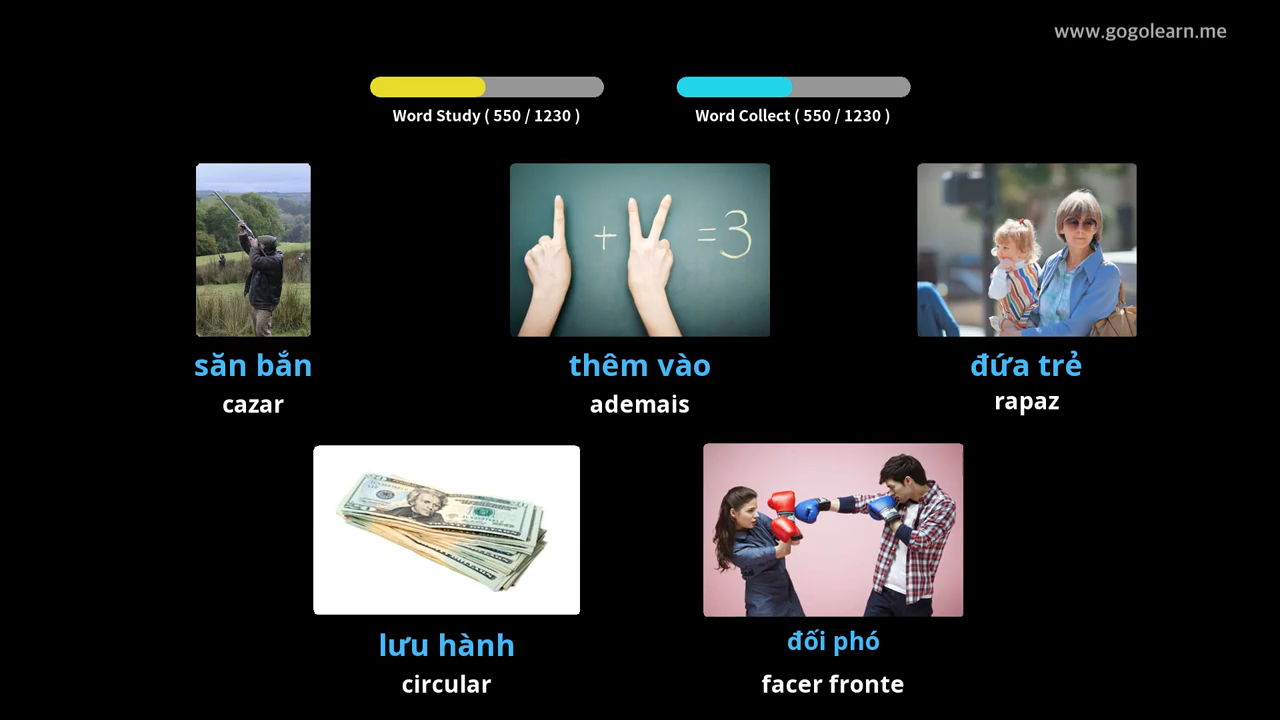 www.gogolearn.me
Word Study ( 550 / 1230 )
Word Collect ( 550 / 1230 )
+ = 3
săn bắn
thêm vào
đứa trẻ
cazar
ademais
rapaz
lưu hành
đối phó
circular
facer fronte